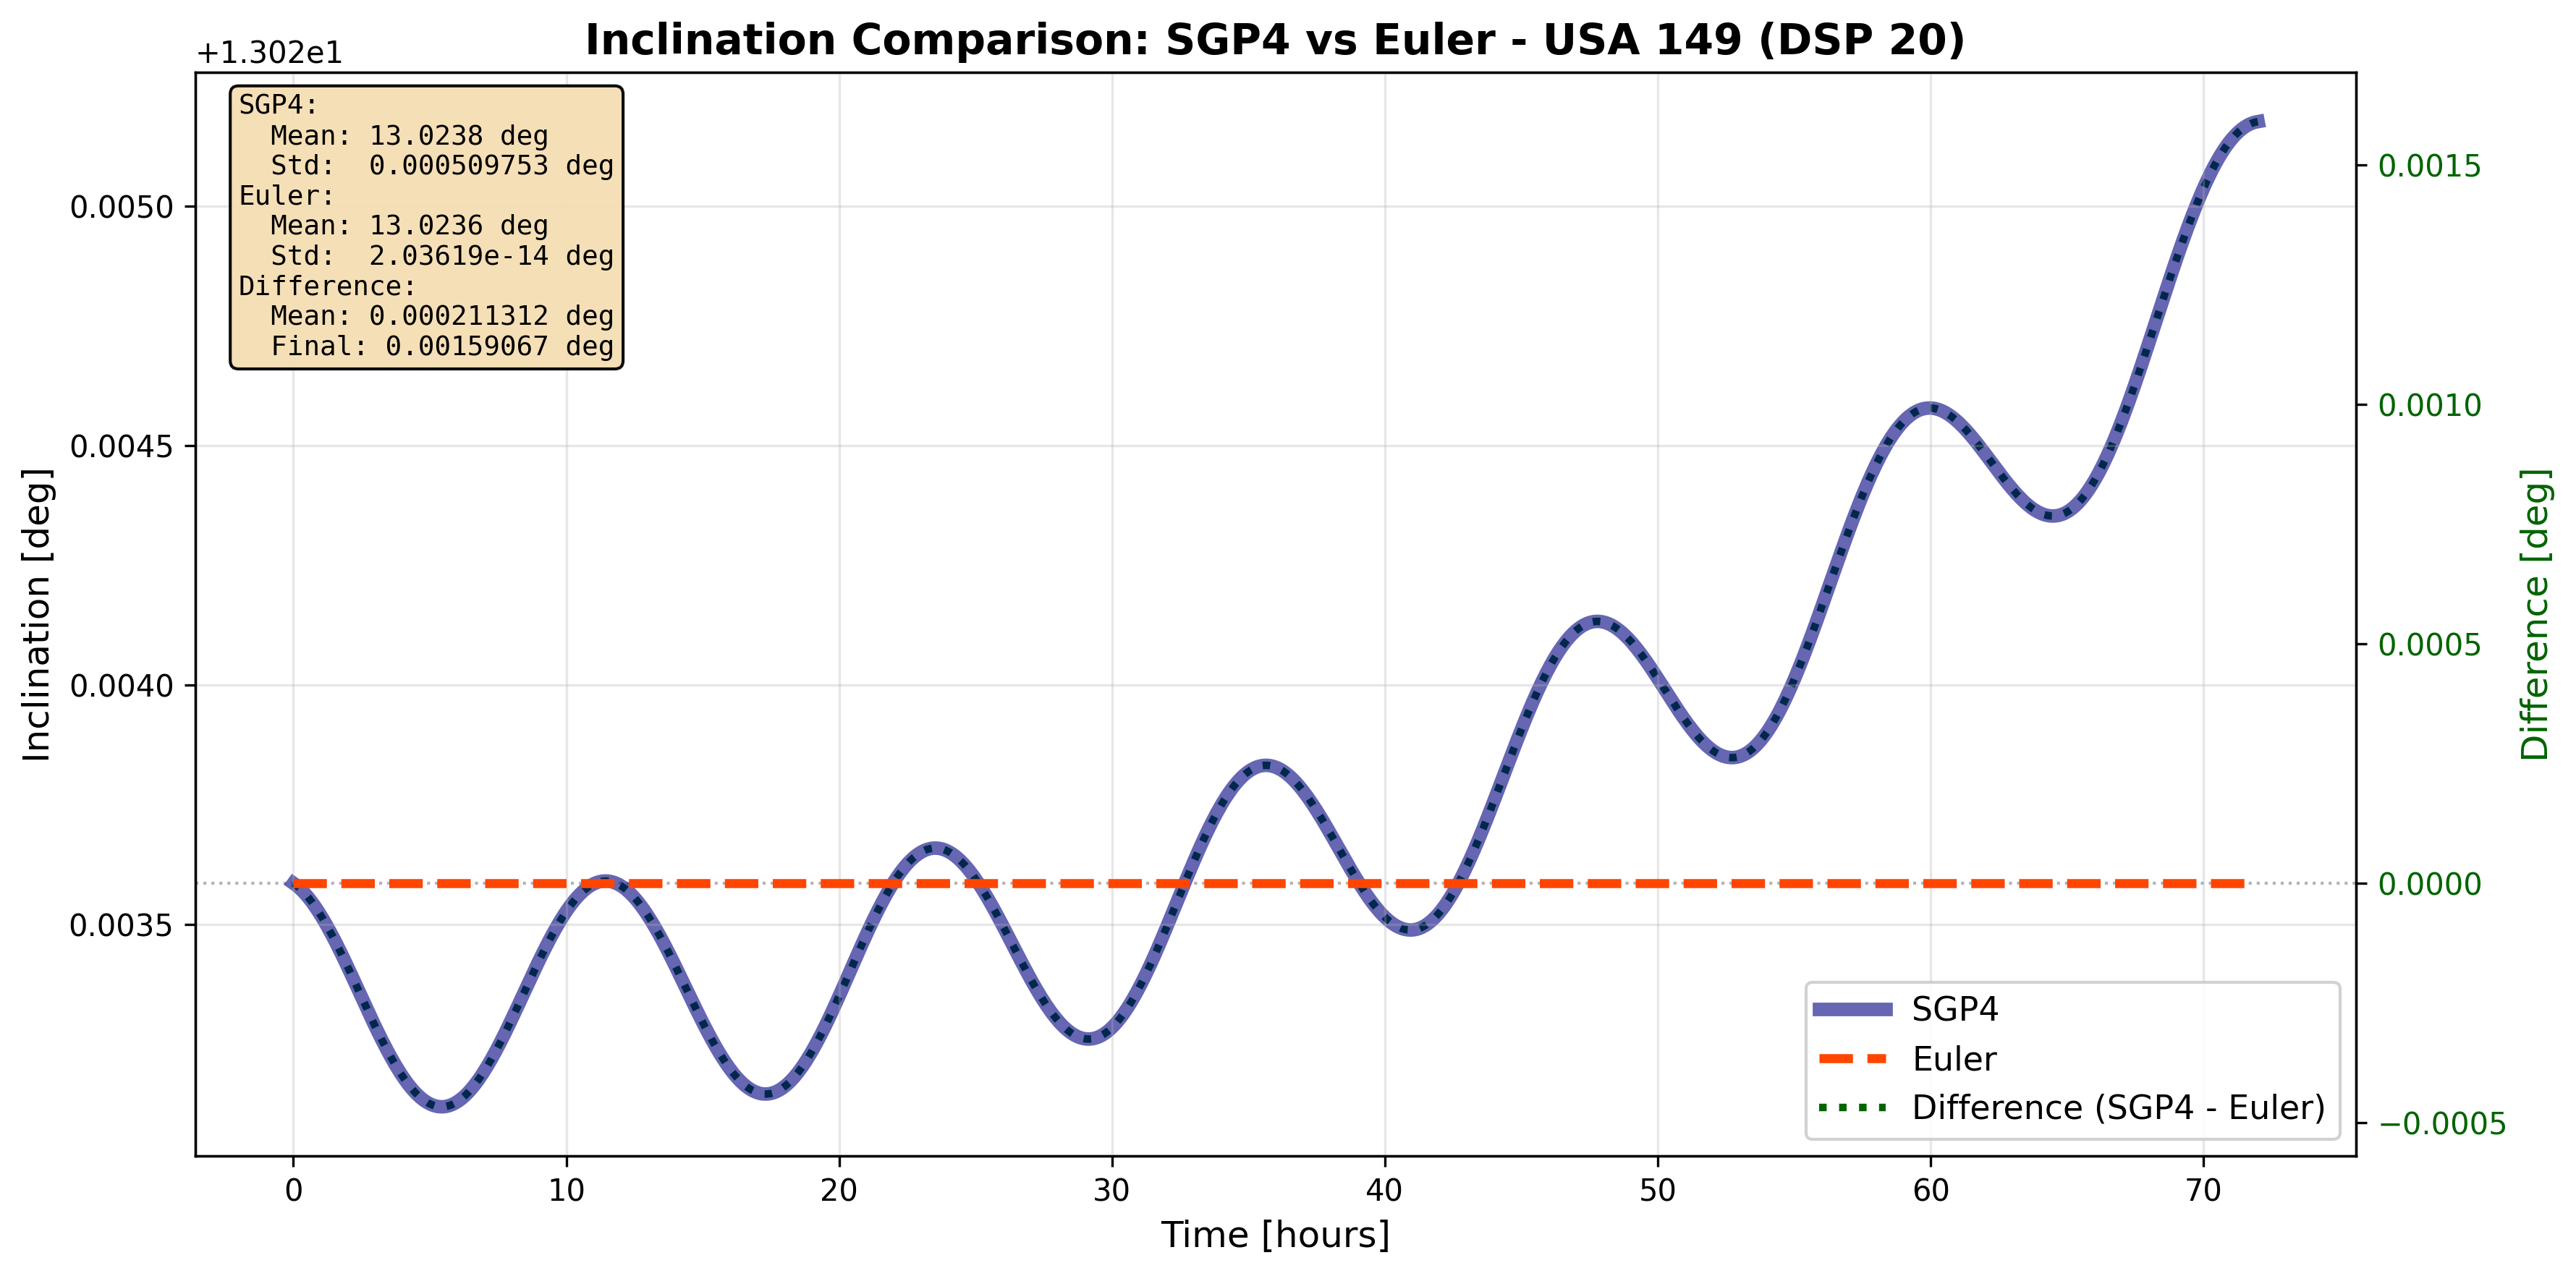 Inclination Comparison: SGP4 vs Euler - USA 149 (DSP 20)
+1.302e1
SGP4:
Mean: 13.0238 deg
Std: 0.000509753 deg
Euler:
Mean: 13.0236 deg
Std: 2.03619e-14 deg
Difference:
Mean: 0.000211312 deg
Final: 0.00159067 deg
Inclination [deg]
0.0050
0.0045
0.0040
0.0035
0.0015
0.0010
0.0005
0.0000
−0.0005
Difference [deg]
SGP4
Euler
Difference (SGP4 - Euler)
0 10 20 30 40 50 60 70
Time [hours]